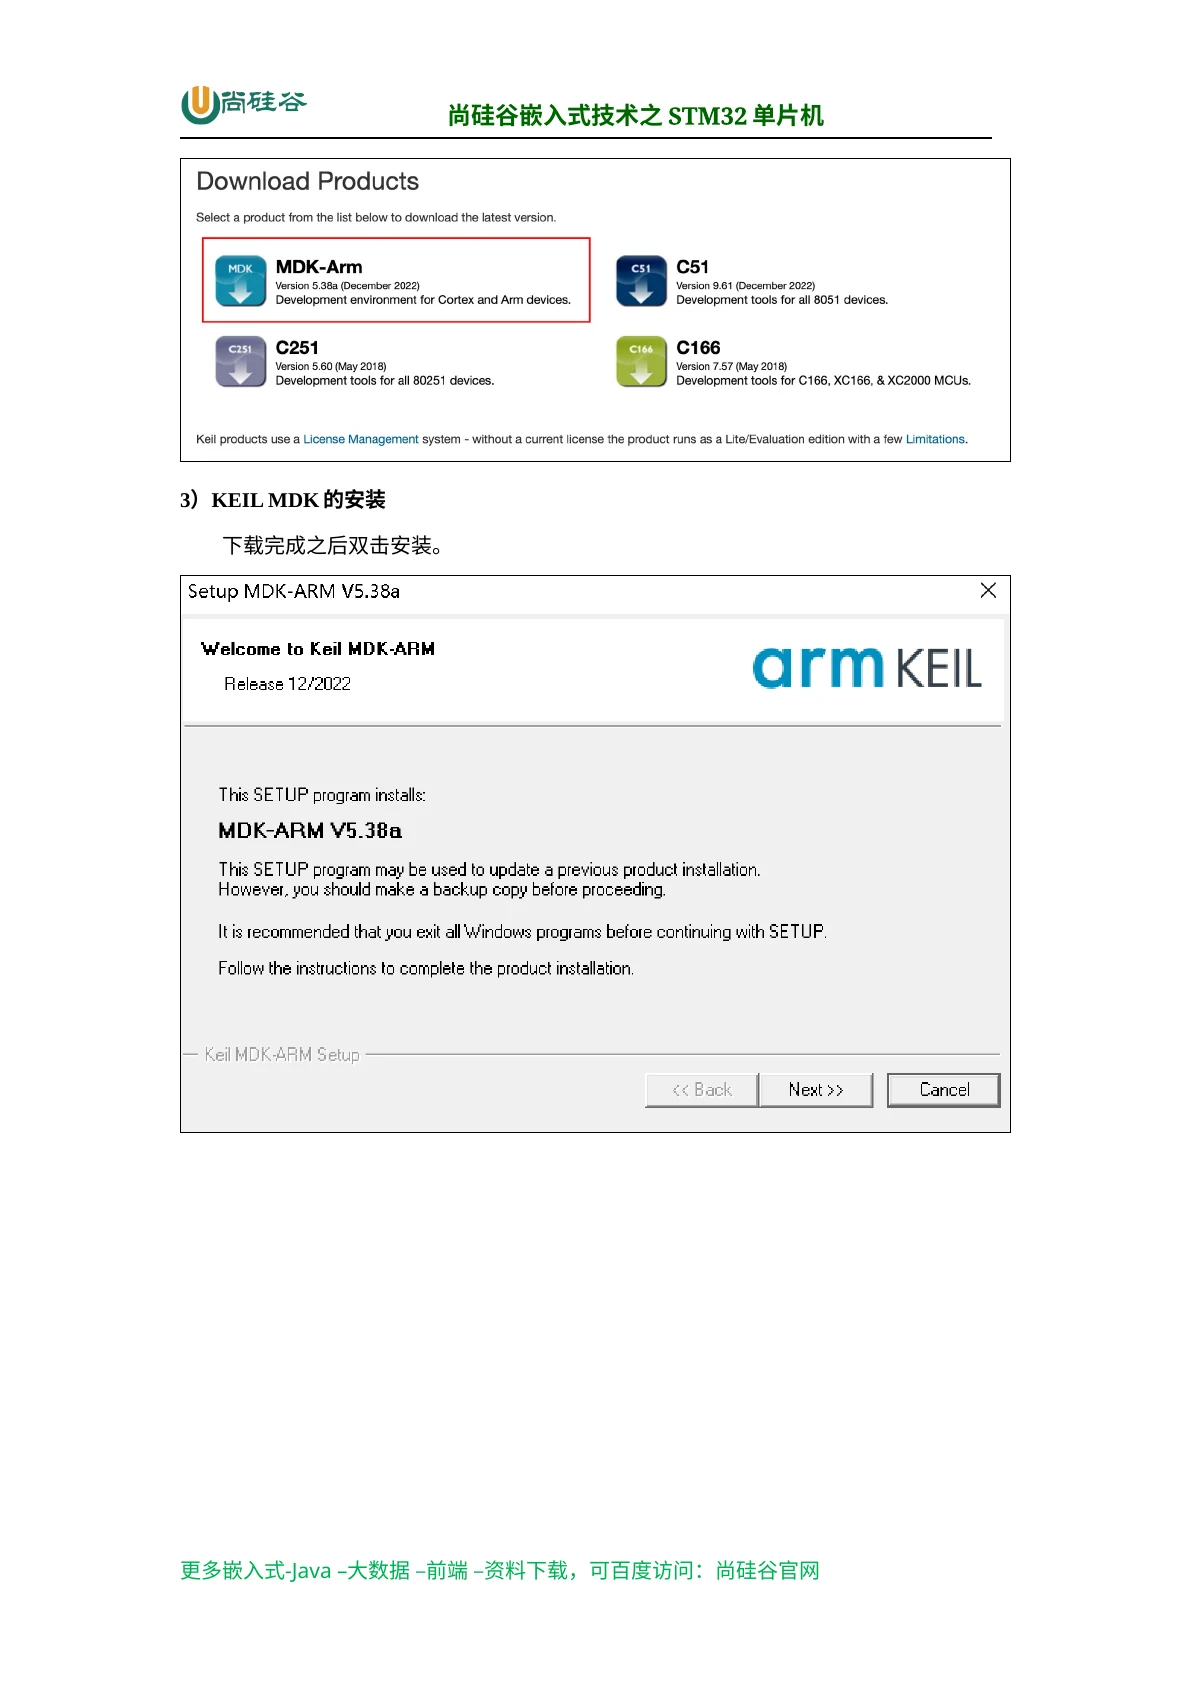 尚硅谷
尚硅谷嵌入式技术之 STM32 单片机
Download Products
Select a product from the list below to download the latest version.
MDK
MDK-Arm
Version 5.38a (December 2022)
Development environment for Cortex and Arm devices.
C51
C51
Version 9.61 (December 2022)
Development tools for all 8051 devices.
C251
C251
Version 5.60 (May 2018)
Development tools for all 80251 devices.
C166
C166
Version 7.57 (May 2018)
Development tools for C166, XC166, & XC2000 MCUs.
Keil products use a License Management system - without a current license the product runs as a Lite/Evaluation edition with a few Limitations.
3）KEIL MDK 的安装
下载完成之后双击安装。
Setup MDK-ARM V5.38a
Welcome to Keil MDK-ARM
Release 12/2022
arm KEIL
This SETUP program installs:
MDK-ARM V5.38a
This SETUP program may be used to update a previous product installation.
However, you should make a backup copy before proceeding.
It is recommended that you exit all Windows programs before continuing with SETUP.
Follow the instructions to complete the product installation.
Keil MDK-ARM Setup
<< Back
Next >>
Cancel
更多嵌入式-Java –大数据 –前端 –资料下载，可百度访问：尚硅谷官网